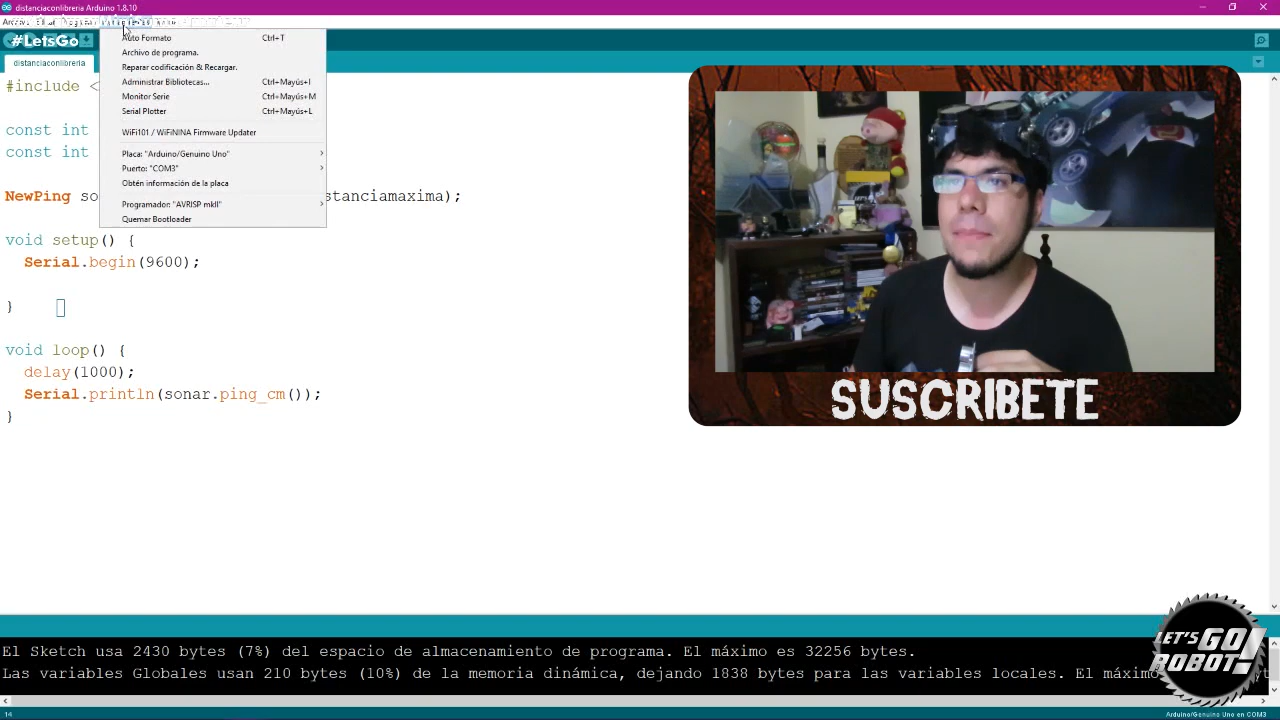 distanciaconlibreria Arduino 1.8.10
#LetsGo
distanciaconlibreria
Auto Formato Ctrl+T
Archivo de programa.
Reparar codificación & Recargar.
Administrar Bibliotecas... Ctrl+Mayús+I
Monitor Serie Ctrl+Mayús+M
Serial Plotter Ctrl+Mayús+L
WiFi101 / WiFiNINA Firmware Updater
Placa: "Arduino/Genuino Uno"
Puerto: "COM3"
Obtén información de la placa
Programador: "AVRISP mkII"
Quemar Bootloader
#include <
const int
const int
NewPing so stanciamaxima);
void setup() {
Serial.begin(9600);
}
void loop() {
delay(1000);
Serial.println(sonar.ping_cm());
}
SUSCRIBETE
El Sketch usa 2430 bytes (7%) del espacio de almacenamiento de programa. El máximo es 32256 bytes.
Las variables Globales usan 210 bytes (10%) de la memoria dinámica, dejando 1838 bytes para las variables locales. El máximo
LET'S GO ROBOT!
14 Arduino/Genuino Uno en COM3